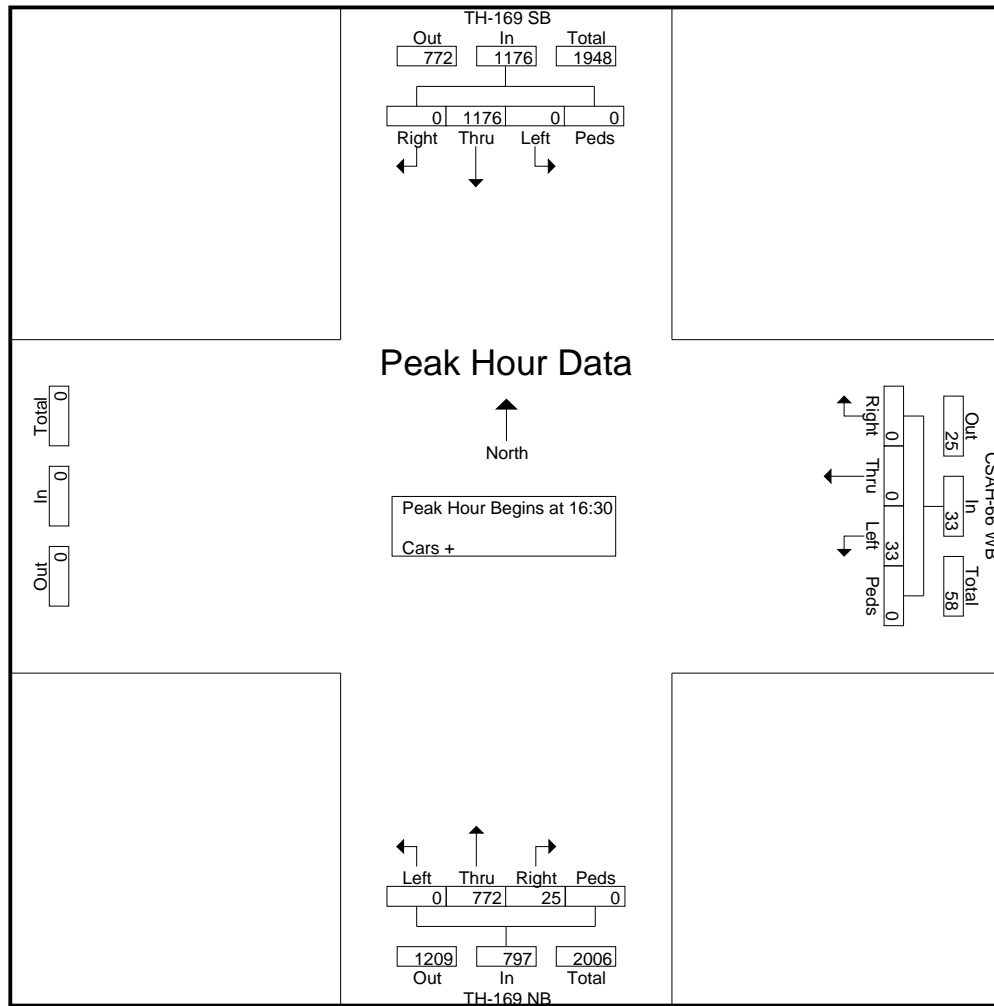 TH-169 SB
Out In Total
772 1176 1948
0 1176 0 0
Right Thru Left Peds
Peak Hour Data
North
Peak Hour Begins at 16:30
Cars +
Total
0
In
0
Out
0
CSAH-66 WB
Out In Total
25 33 58
0 0 33 0
Right Thru Left Peds
Left Thru Right Peds
0 772 25 0
1209 797 2006
Out In Total
TH-169 NB